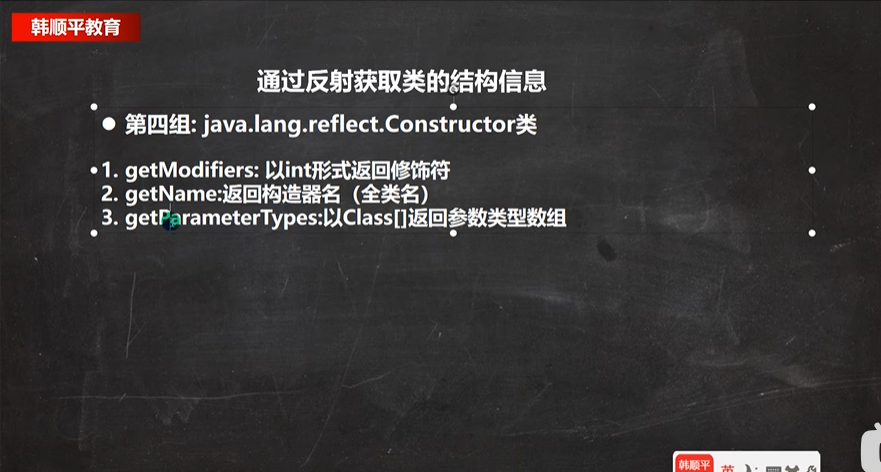 韩顺平教育
通过反射获取类的结构信息
● 第四组: java.lang.reflect.Constructor类
1. getModifiers: 以int形式返回修饰符
2. getName:返回构造器名（全类名）
3. getParameterTypes:以Class[]返回参数类型数组
韩顺平 英